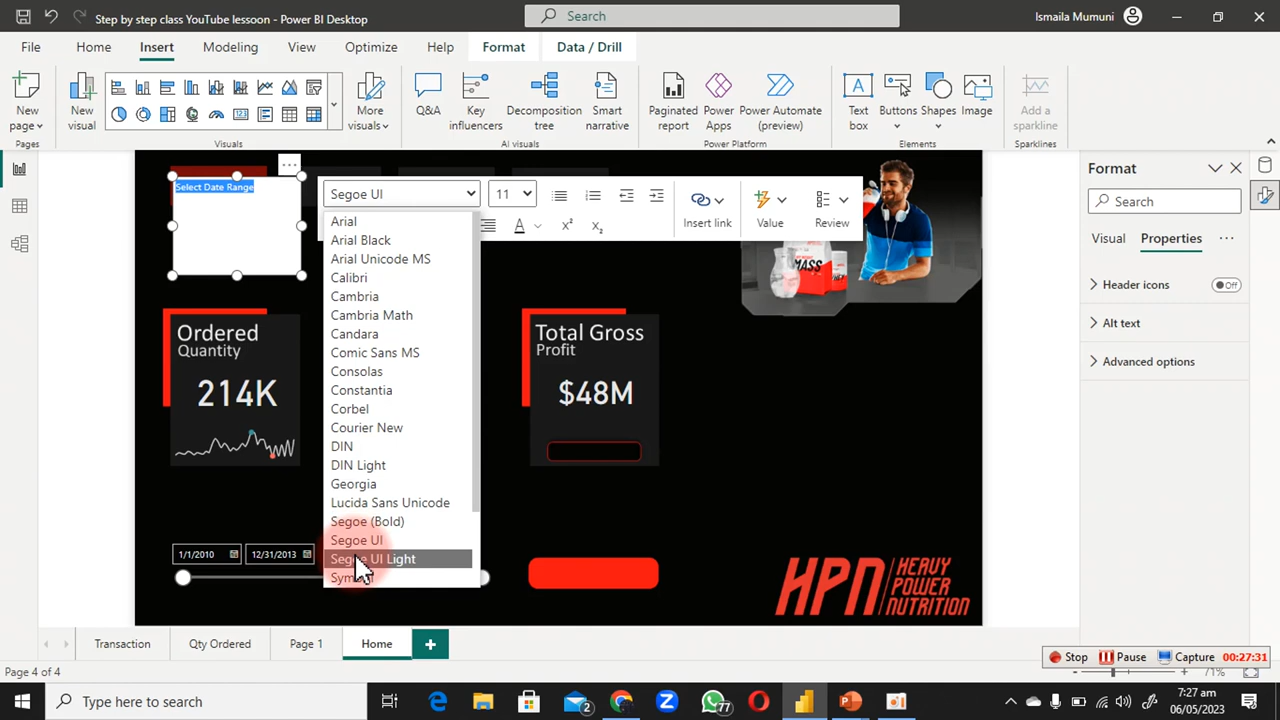 Step by step class YouTube lessoon - Power BI Desktop
Search
Ismaila Mumuni
File
Home
Insert
Modeling
View
Optimize
Help
Format
Data / Drill
New page
New visual
More visuals
Q&A
Key influencers
Decomposition tree
Smart narrative
Paginated report
Power Apps
Power Automate (preview)
Text box
Buttons
Shapes
Image
Add a sparkline
Pages
Visuals
AI visuals
Power Platform
Elements
Sparklines
Select Date Range
Segoe UI
11
Insert link
Value
Review
Arial
Arial Black
Arial Unicode MS
Calibri
Cambria
Cambria Math
Candara
Comic Sans MS
Consolas
Constantia
Corbel
Courier New
DIN
DIN Light
Georgia
Lucida Sans Unicode
Segoe (Bold)
Segoe UI
Segoe UI Light
MASS
Ordered
Quantity
214K
Total Gross
Profit
$48M
1/1/2010
12/31/2013
HPN HEAVY
POWER
NUTRITION
Format
Search
Visual
Properties
Header icons
Off
Alt text
Advanced options
Transaction
Qty Ordered
Page 1
Home
Page 4 of 4
Stop
Pause
Capture
00:27:31
71%
Type here to search
2
77
7:27 am
06/05/2023